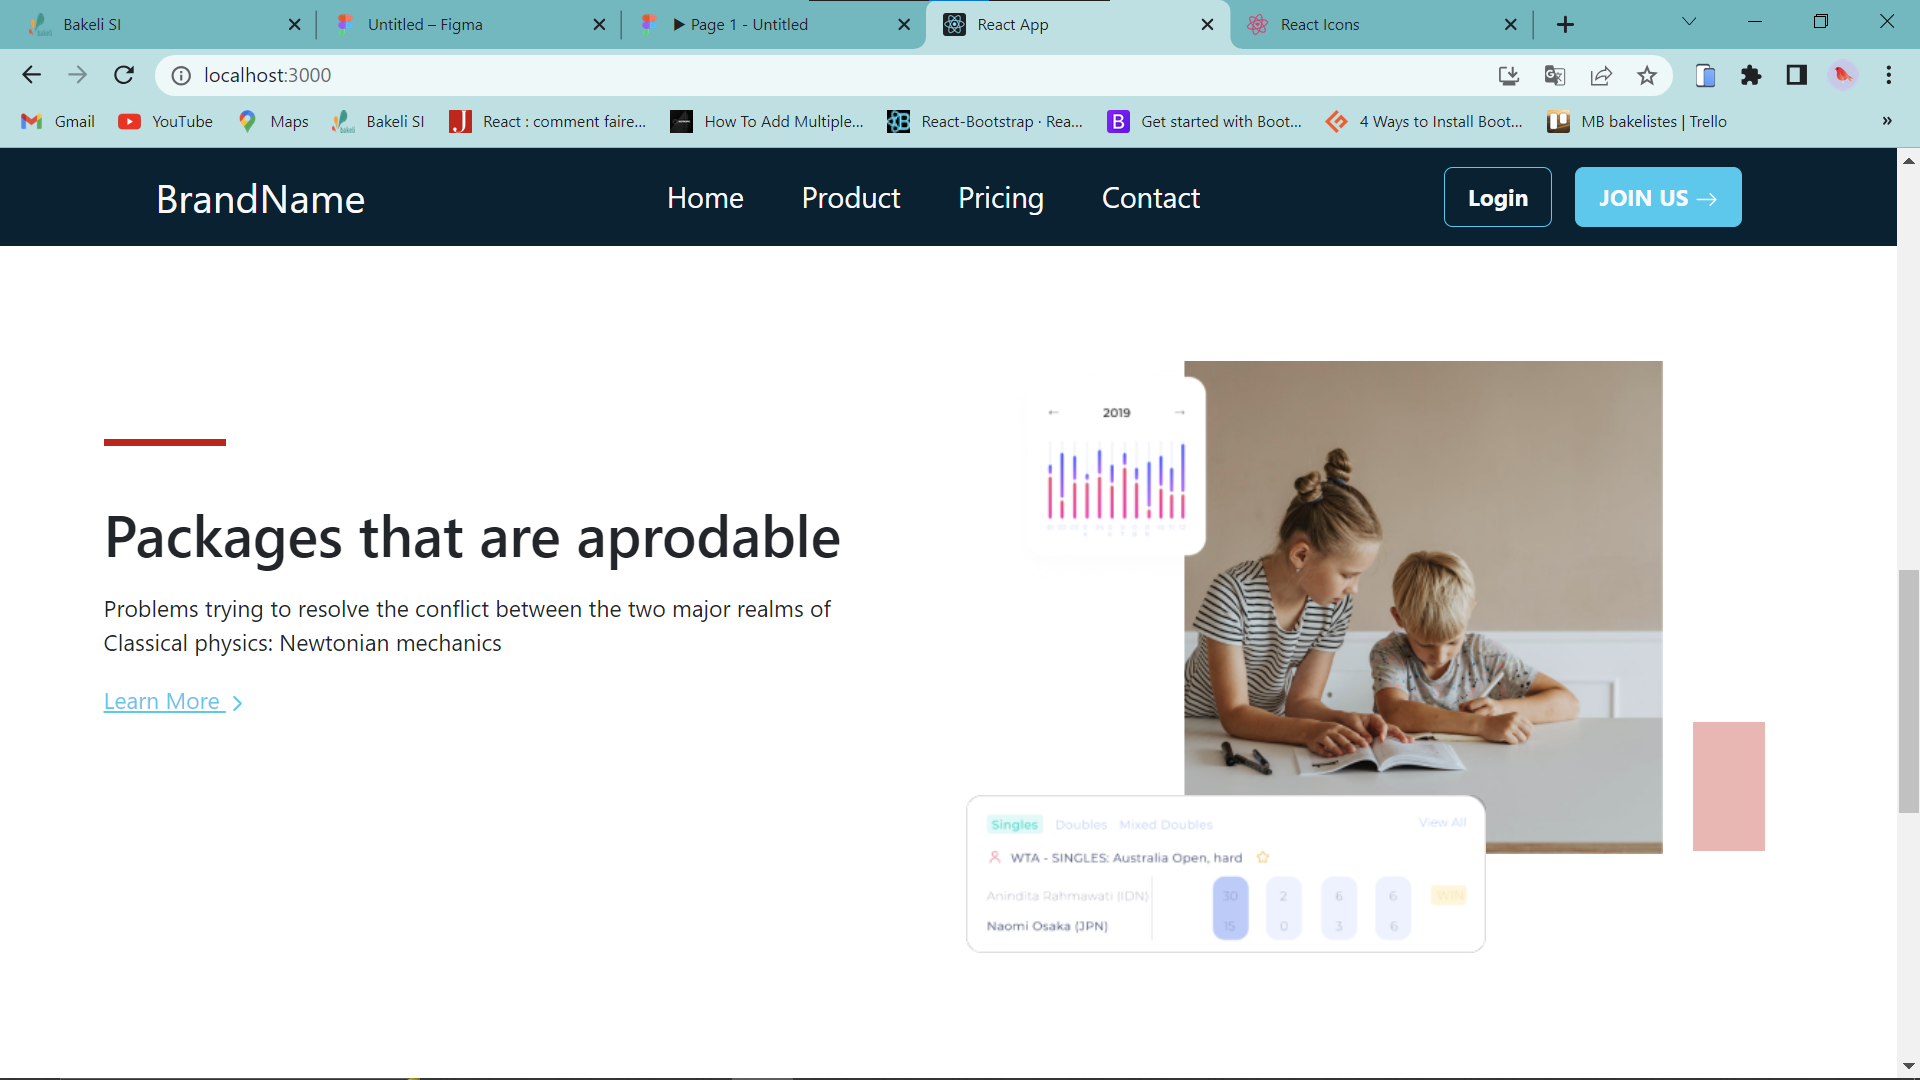 Bakeli SI
Untitled – Figma
▶ Page 1 - Untitled
React App
React Icons
localhost:3000
Gmail
YouTube
Maps
Bakeli SI
React : comment faire...
How To Add Multiple...
React-Bootstrap · Rea...
Get started with Boot...
4 Ways to Install Boot...
MB bakelistes | Trello
»
BrandName
Home
Product
Pricing
Contact
Login
JOIN US →
2019
Packages that are aprodable
Problems trying to resolve the conflict between the two major realms of
Classical physics: Newtonian mechanics
Learn More >
Singles Doubles Mixed Doubles View All
WTA - SINGLES: Australia Open, hard
Anindita Rahmawati (IDN) 30 2 6 6 WIN
Naomi Osaka (JPN) 15 0 3 6